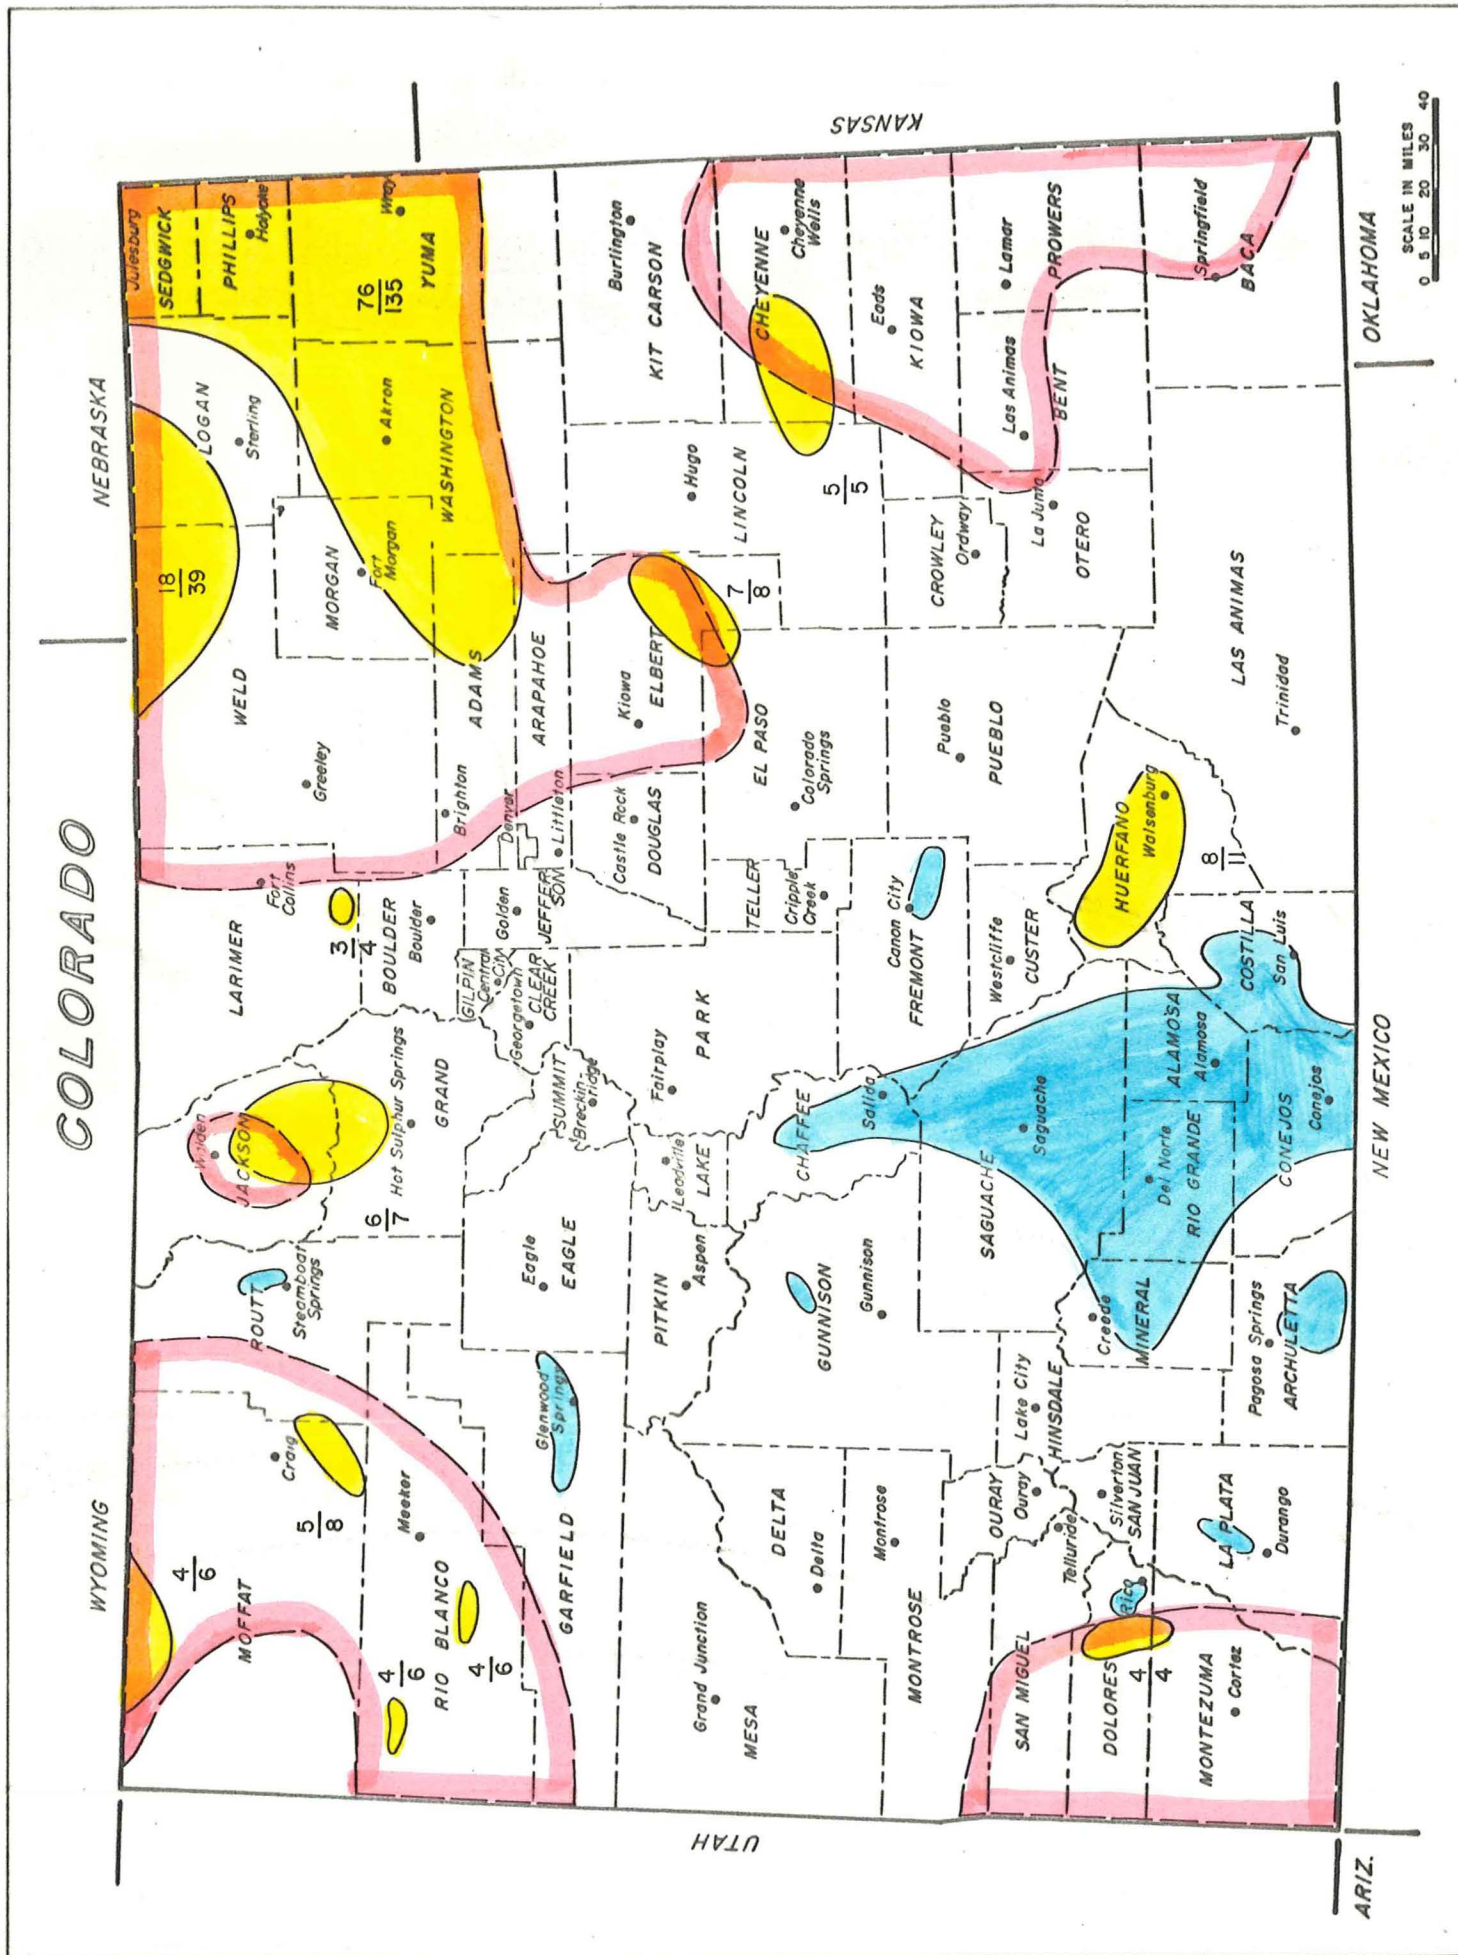 COLORADO
WYOMING
NEBRASKA
KANSAS
OKLAHOMA
NEW MEXICO
ARIZ.
UTAH
SCALE IN MILES
0 5 10 20 30 40
MOFFAT
Craig
4
6
5
8
ROUTT
Steamboat
Springs
JACKSON
Walden
LARIMER
Fort
Collins
3
4
WELD
Greeley
18
39
LOGAN
Sterling
SEDGWICK
Julesburg
PHILLIPS
Holyoke
MORGAN
Fort
Morgan
WASHINGTON
Akron
YUMA
Wray
76
135
RIO BLANCO
Meeker
4
6
4
6
GRAND
Hot Sulphur Springs
6
7
BOULDER
Boulder
GILPIN
Central
City
CLEAR
CREEK
Georgetown
JEFFER
SON
Golden
ADAMS
Brighton
Denver
ARAPAHOE
Littleton
GARFIELD
Glenwood
Springs
EAGLE
Eagle
SUMMIT
Breckin-
ridge
DOUGLAS
Castle Rock
ELBERT
Kiowa
7
8
LINCOLN
Hugo
KIT CARSON
Burlington
MESA
Grand Junction
PITKIN
Aspen
LAKE
Leadville
PARK
Fairplay
TELLER
Cripple
Creek
EL PASO
Colorado
Springs
CHEYENNE
Cheyenne
Wells
5
5
DELTA
Delta
GUNNISON
Gunnison
CHAFFEE
Salida
FREMONT
Canon City
PUEBLO
Pueblo
CROWLEY
Ordway
KIOWA
Eads
MONTROSE
Montrose
OURAY
Ouray
SAN MIGUEL
Telluride
HINSDALE
Lake City
SAGUACHE
Saguache
CUSTER
Westcliffe
OTERO
La Junta
BENT
Las Animas
PROWERS
Lamar
DOLORES
Rico
4
4
SAN JUAN
Silverton
MINERAL
Creede
RIO GRANDE
Del Norte
ALAMOSA
Alamosa
HUERFANO
Walsenburg
8
11
LAS ANIMAS
Trinidad
BACA
Springfield
MONTEZUMA
Cortez
LA PLATA
Durango
ARCHULETTA
Pagosa Springs
CONEJOS
Conejos
COSTILLA
San Luis